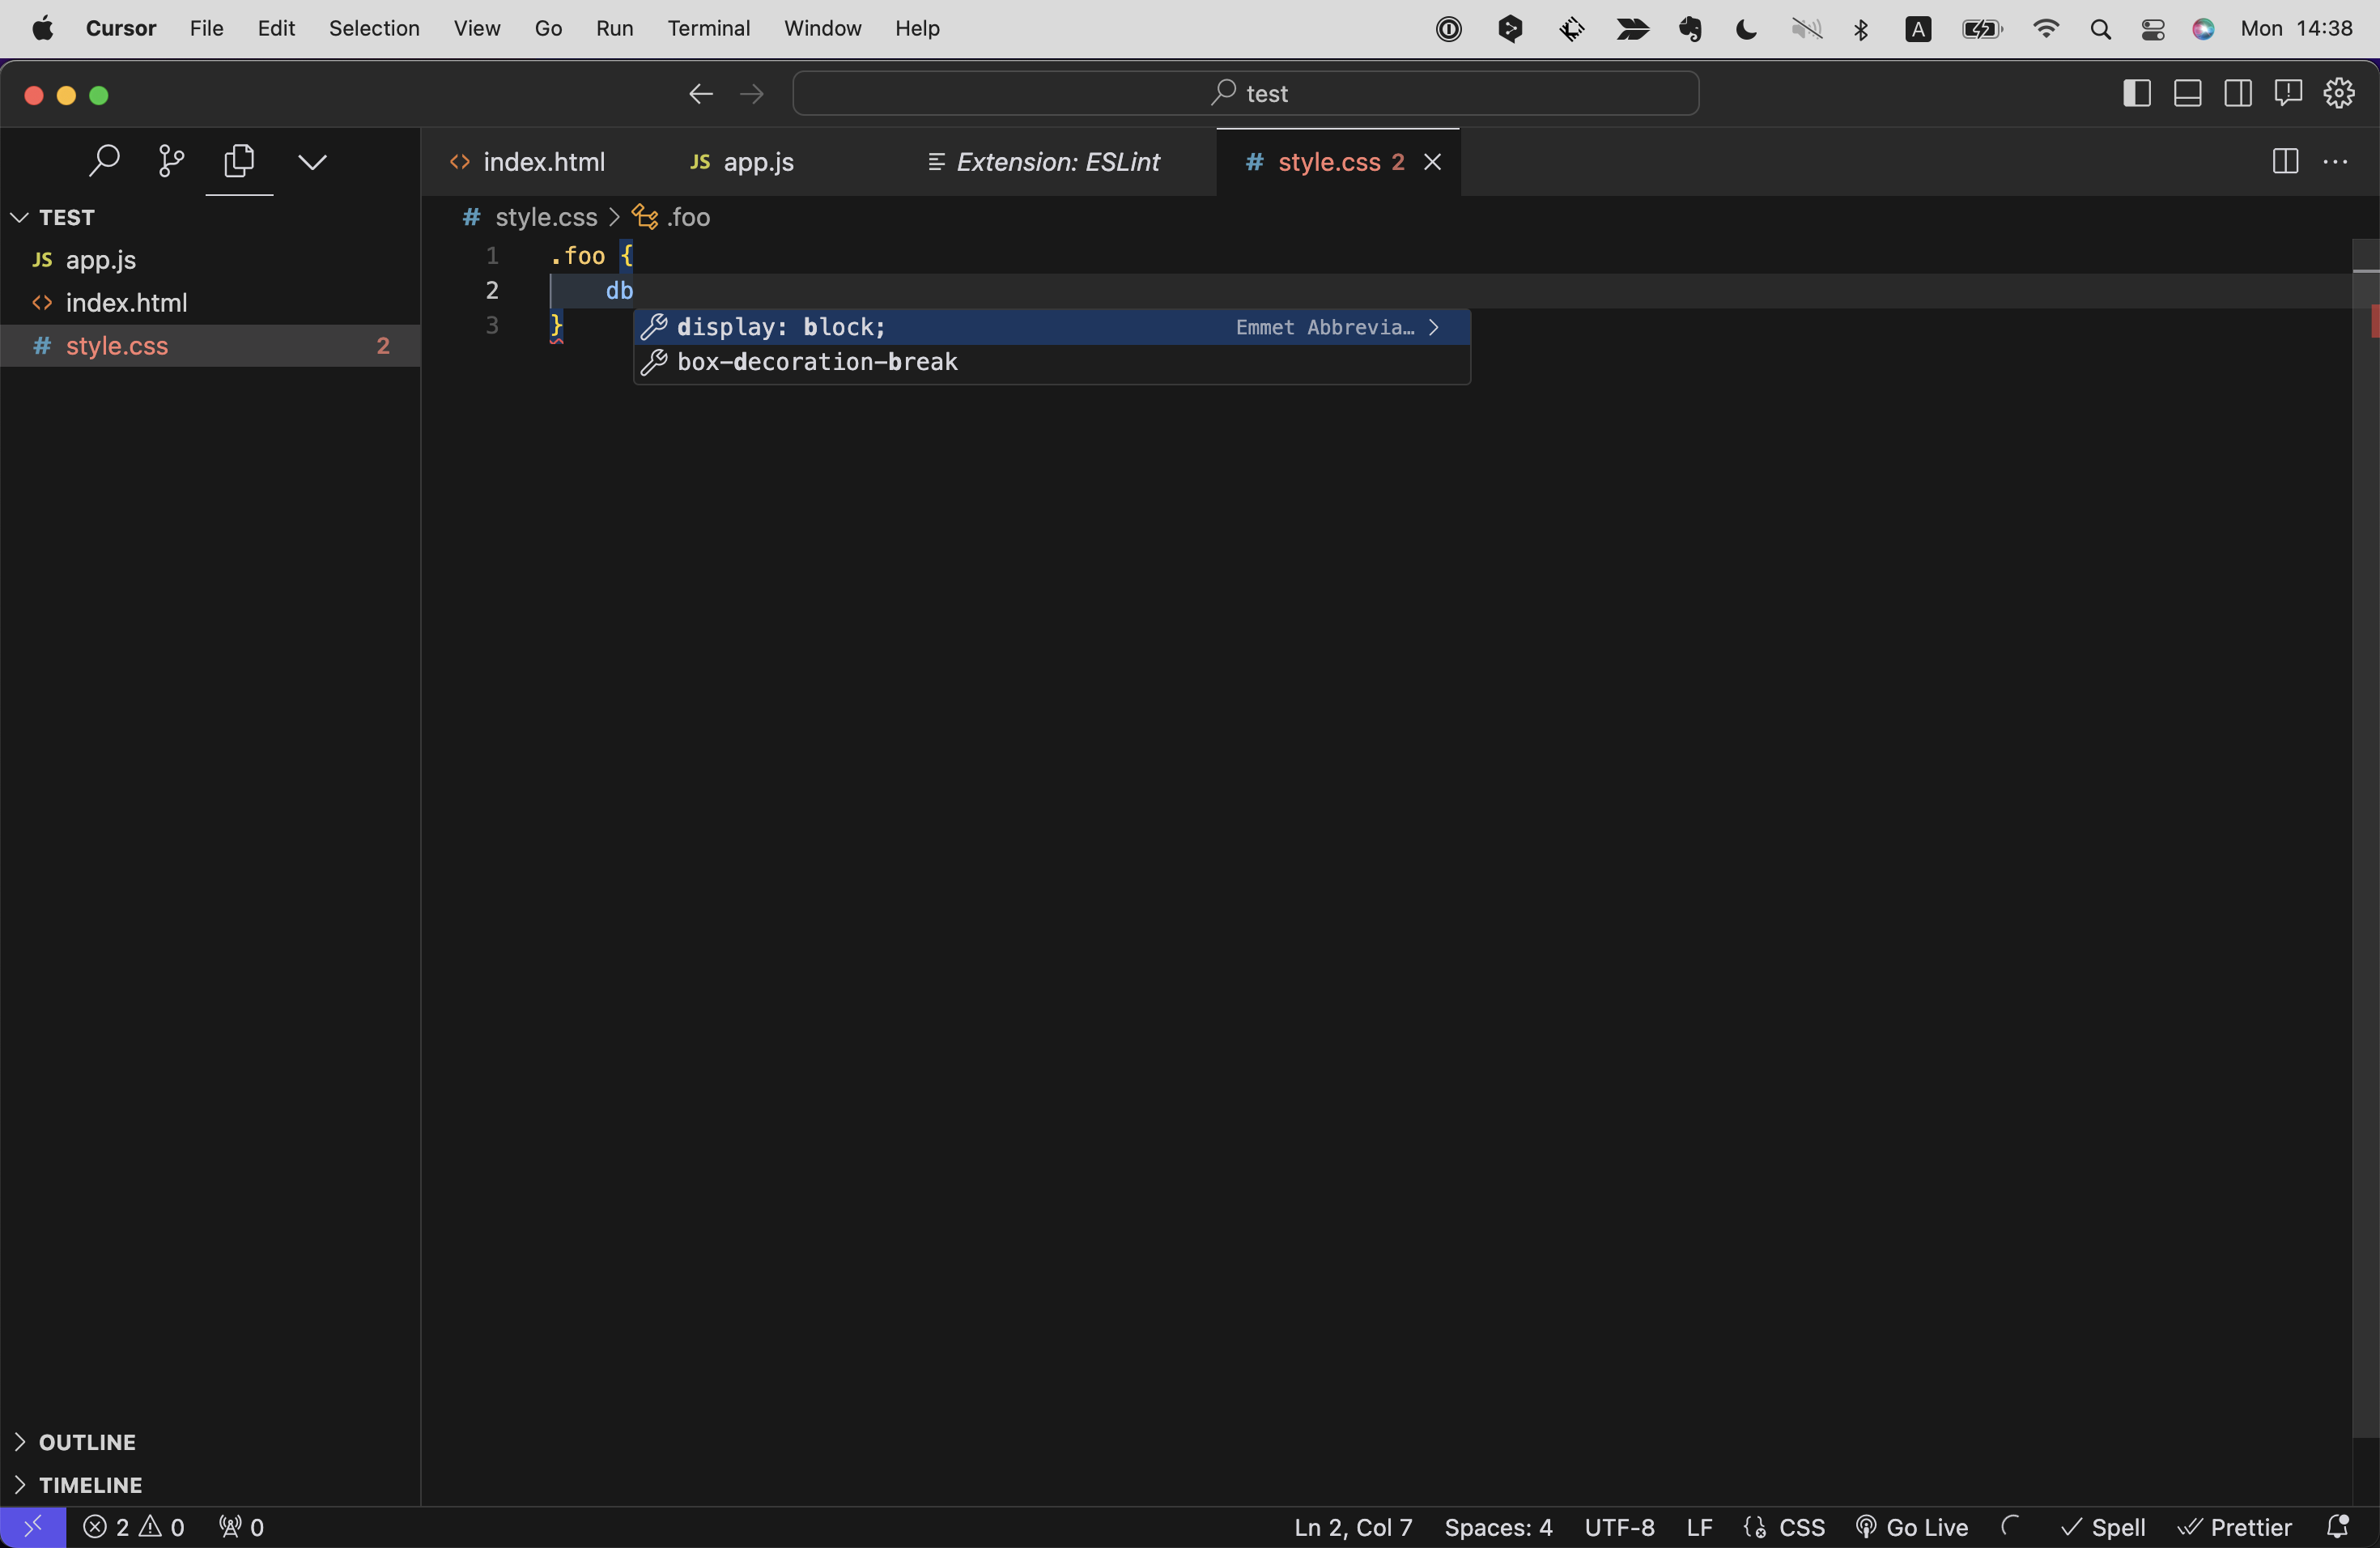 Cursor File Edit Selection View Go Run Terminal Window Help A Mon 14:38
test
index.html JS app.js Extension: ESLint # style.css 2
TEST
JS app.js
index.html
# style.css 2
# style.css > .foo
1 .foo {
2 db
3 }
display: block; Emmet Abbrevia…
box-decoration-break
OUTLINE
TIMELINE
2 0 0 Ln 2, Col 7 Spaces: 4 UTF-8 LF CSS Go Live Spell Prettier